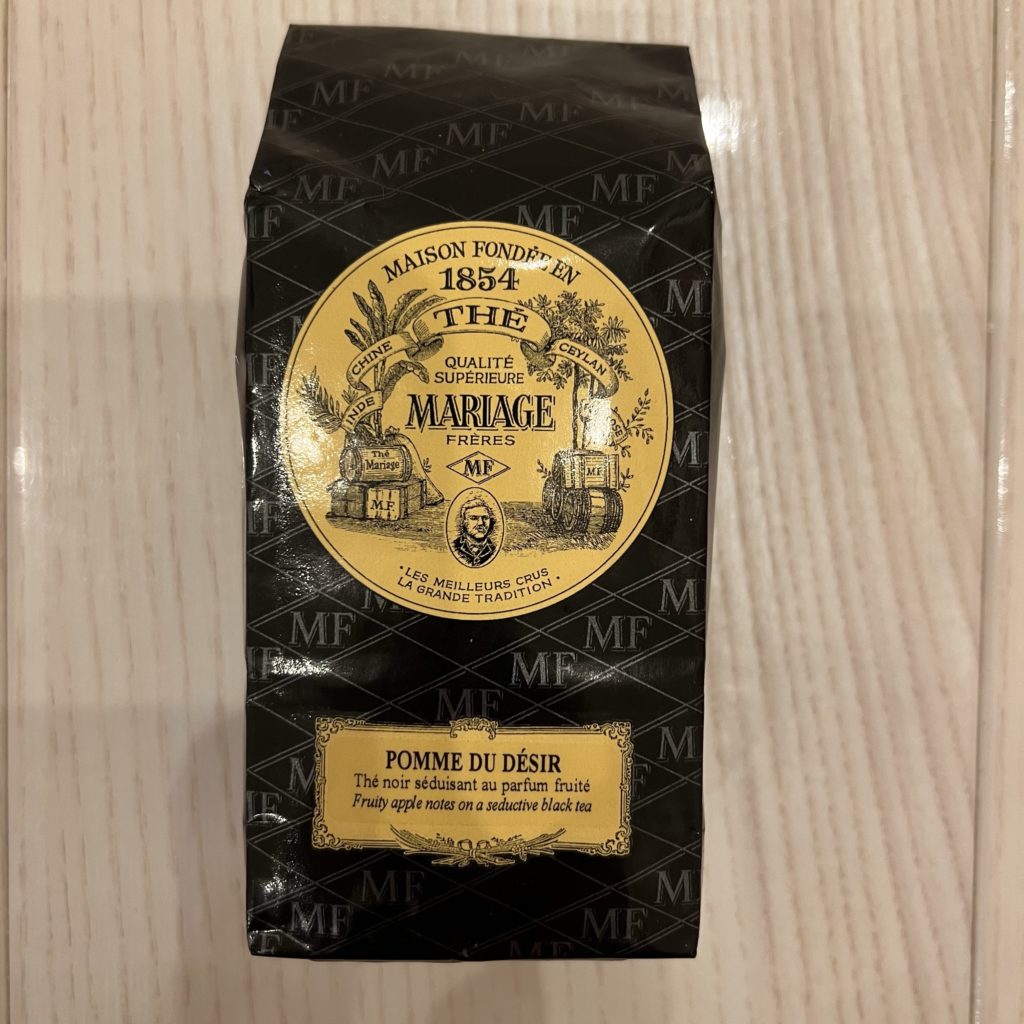 MAISON FONDÉE EN
1854
THÉ
CHINE
CEYLAN
INDE
QUALITÉ
SUPÉRIEURE
MARIAGE
FRÈRES
MF
Thé
Mariage
M.F.
MF
·LES MEILLEURS CRUS
LA GRANDE TRADITION·
POMME DU DÉSIR
Thé noir séduisant au parfum fruité
Fruity apple notes on a seductive black tea